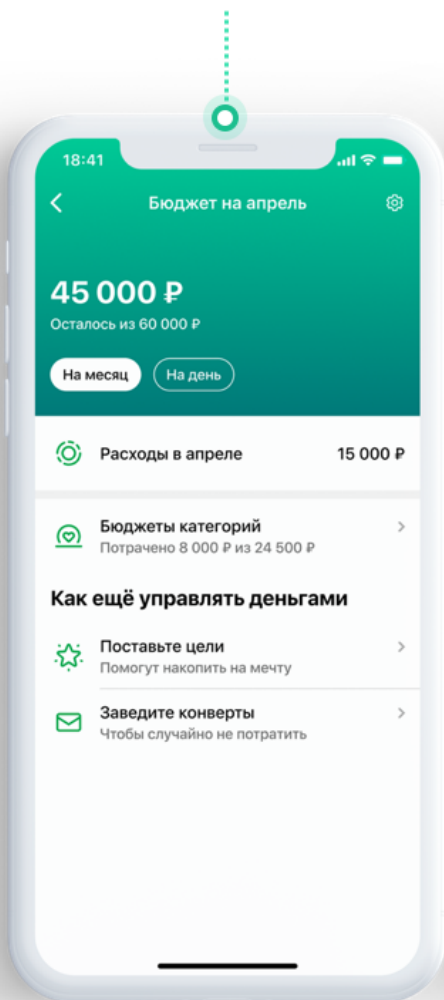 18:41
Бюджет на апрель
45 000 ₽
Осталось из 60 000 ₽
На месяц
На день
Расходы в апреле 15 000 ₽
Бюджеты категорий
Потрачено 8 000 ₽ из 24 500 ₽
Как ещё управлять деньгами
Поставьте цели
Помогут накопить на мечту
Заведите конверты
Чтобы случайно не потратить